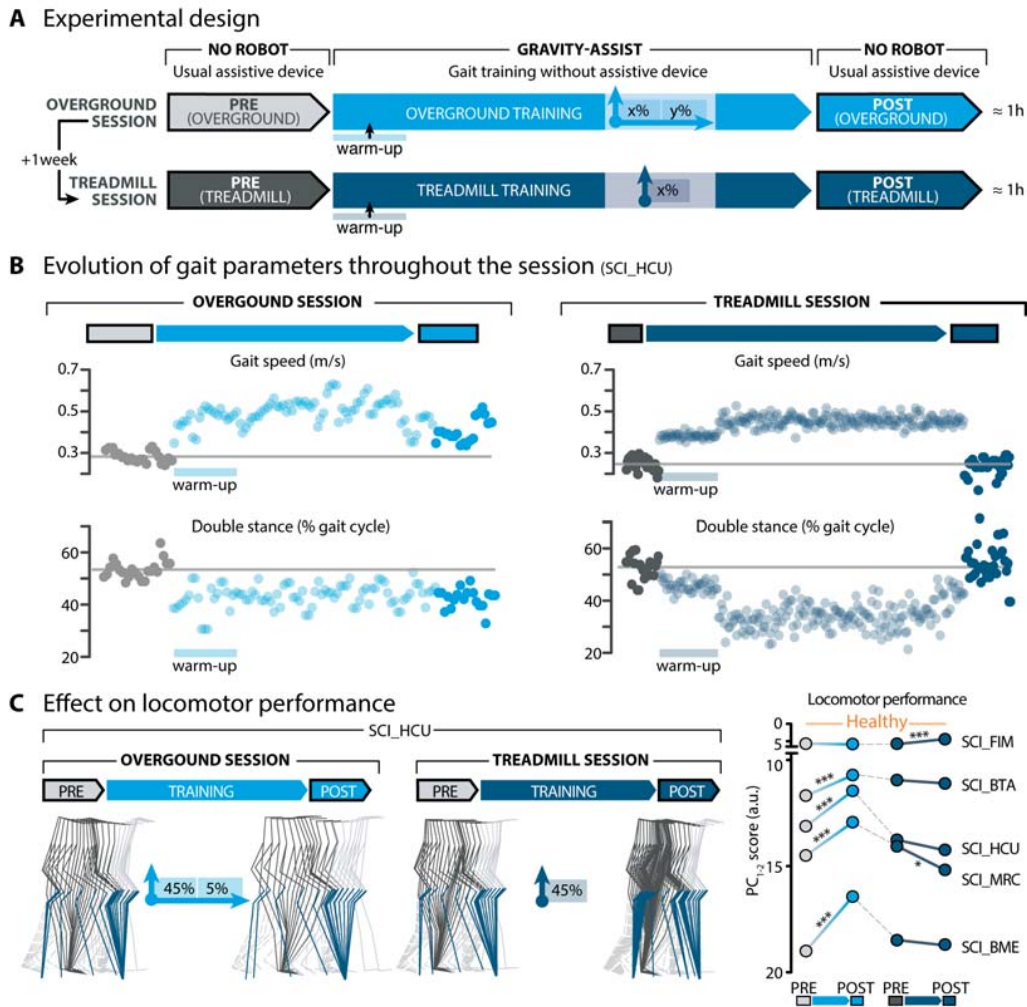 A Experimental design
NO ROBOT GRAVITY-ASSIST NO ROBOT
Usual assistive device Gait training without assistive device Usual assistive device
OVERGROUND SESSION PRE (OVERGROUND) OVERGROUND TRAINING x% y% POST (OVERGROUND) ≈ 1h
warm-up
+1week
TREADMILL SESSION PRE (TREADMILL) TREADMILL TRAINING x% POST (TREADMILL) ≈ 1h
warm-up
B Evolution of gait parameters throughout the session (SCI_HCU)
OVERGOUND SESSION TREADMILL SESSION
Gait speed (m/s) Gait speed (m/s)
0.7 0.7
0.5 0.5
0.3 0.3
warm-up warm-up
Double stance (% gait cycle) Double stance (% gait cycle)
60 60
40 40
20 20
warm-up warm-up
C Effect on locomotor performance
SCI_HCU
OVERGOUND SESSION TREADMILL SESSION
PRE TRAINING POST PRE TRAINING POST
45% 5% 45%
Locomotor performance
Healthy
PC1-2 score (a.u.)
0
5
10
15
20
*** SCI_FIM
*** SCI_BTA
*** SCI_HCU
*** * SCI_MRC
*** SCI_BME
PRE POST PRE POST